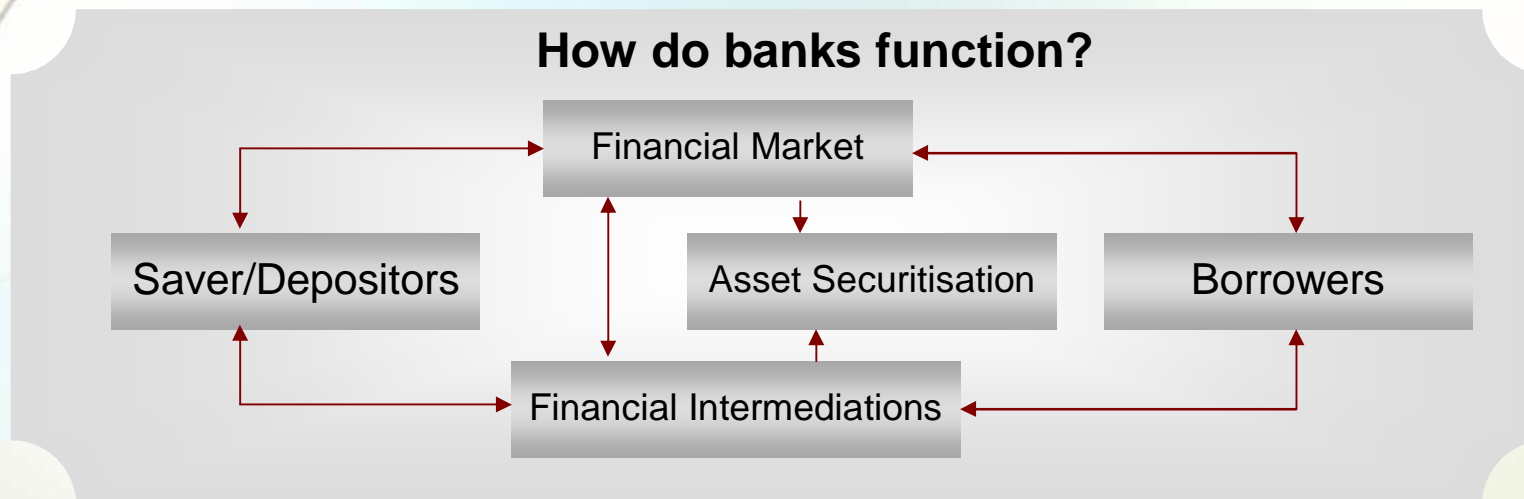 How do banks function?
Financial Market
Saver/Depositors
Asset Securitisation
Borrowers
Financial Intermediations